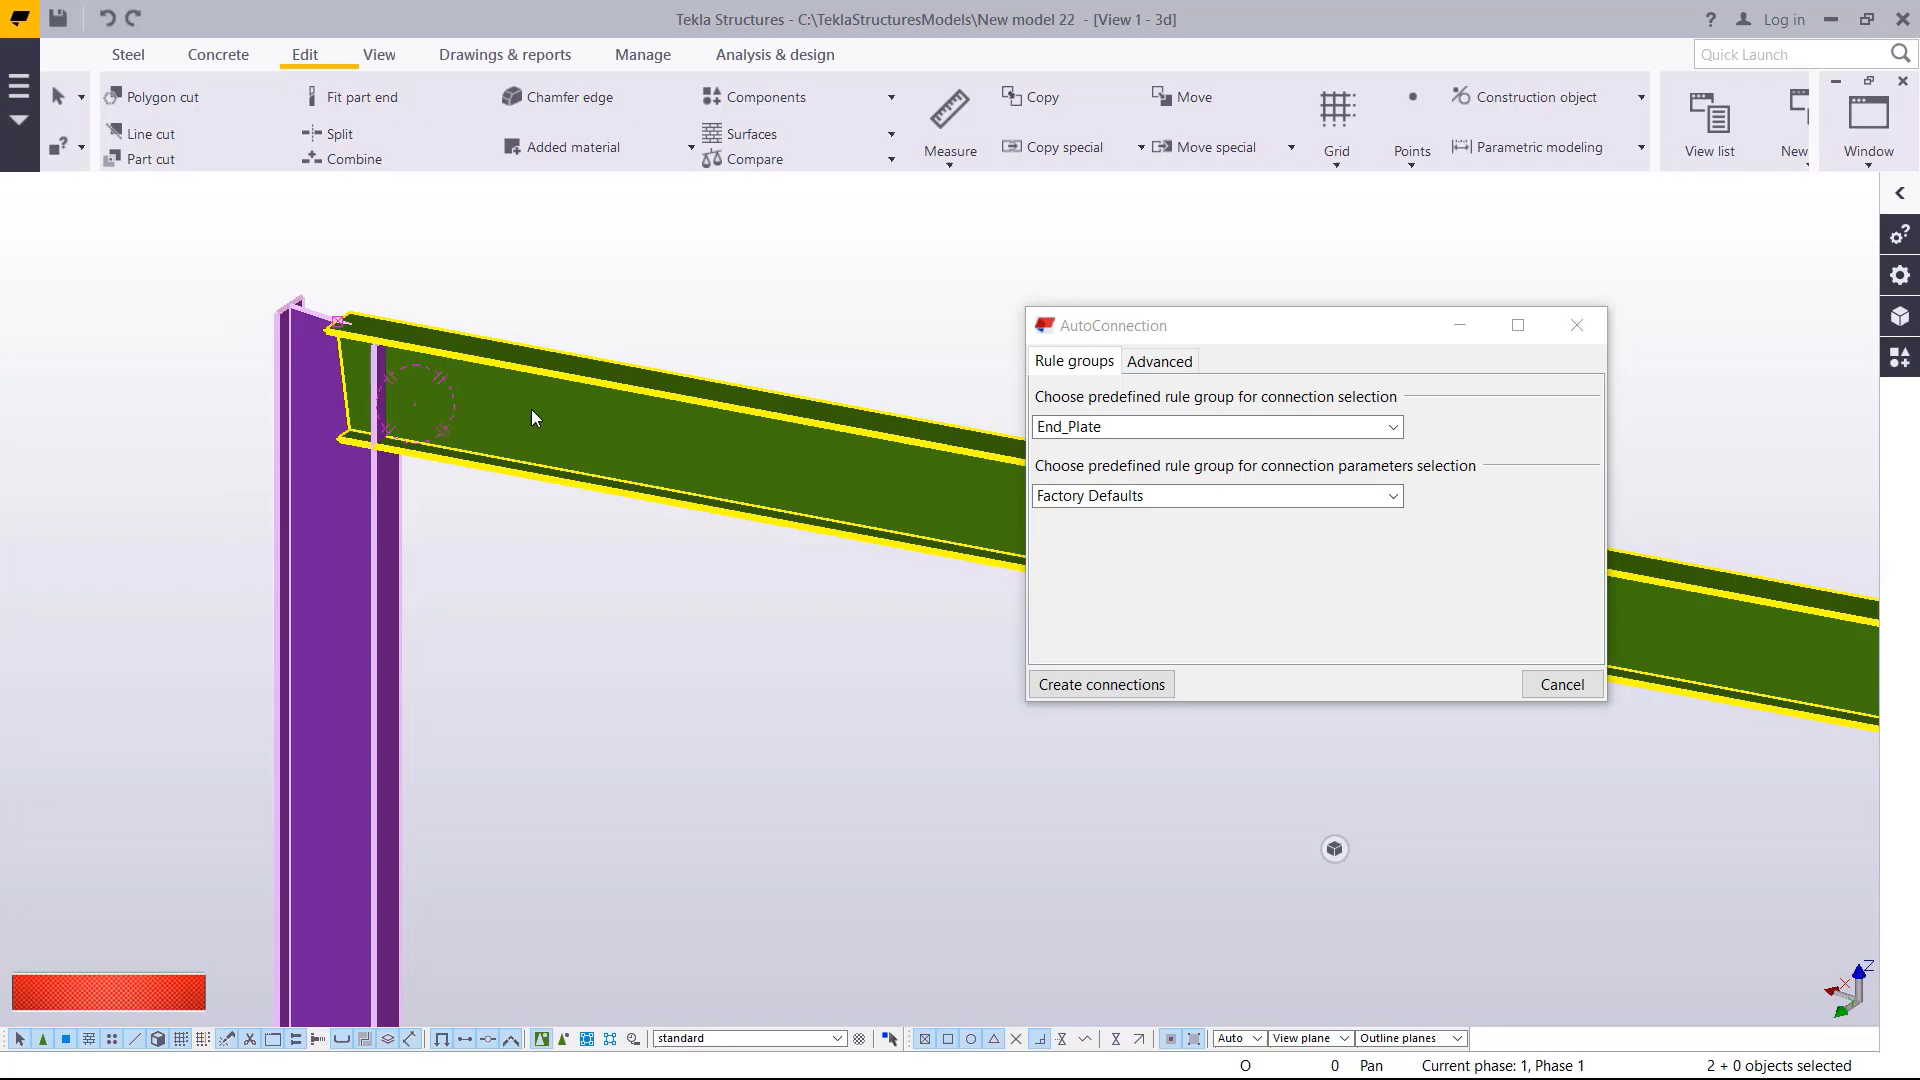 Tekla Structures - C:\TeklaStructuresModels\New model 22 - [View 1 - 3d]
? Log in
Steel Concrete Edit View Drawings & reports Manage Analysis & design
Quick Launch
Polygon cut Fit part end Chamfer edge Components Copy Move Construction object
Line cut Split Surfaces
Added material Measure Copy special Move special Grid Points Parametric modeling View list New Window
Part cut Combine Compare
AutoConnection
Rule groups Advanced
Choose predefined rule group for connection selection
End_Plate
Choose predefined rule group for connection parameters selection
Factory Defaults
Create connections Cancel
Z
X
standard Auto View plane Outline planes
O 0 Pan Current phase: 1, Phase 1 2 + 0 objects selected